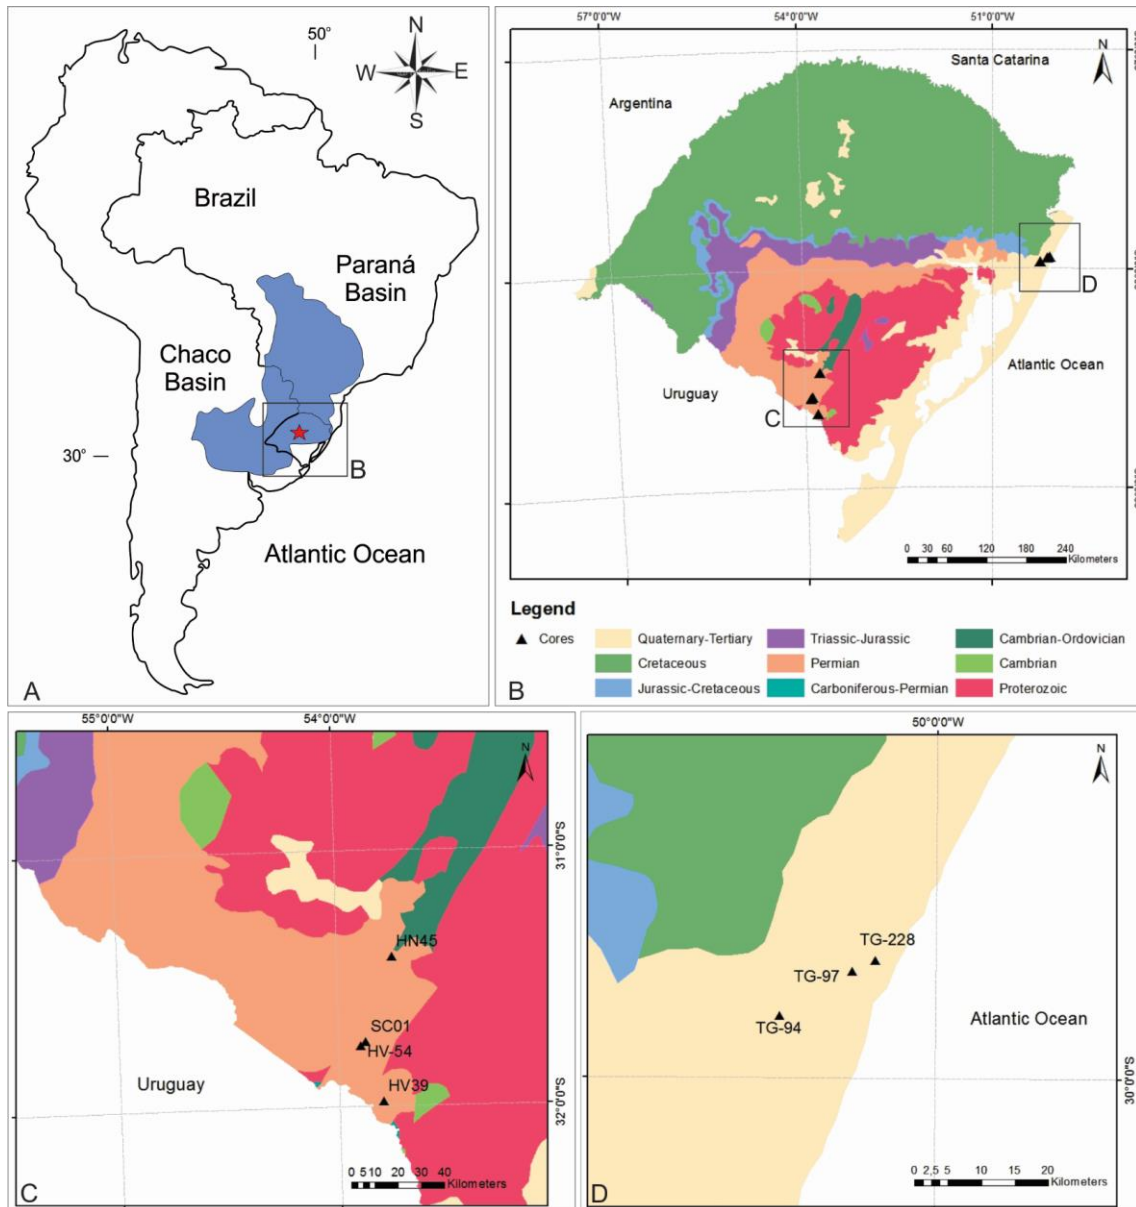 50°
N
W
E
S
Brazil
Paraná
Basin
Chaco
Basin
30°
B
Atlantic Ocean
A
57°0'0"W
54°0'0"W
51°0'0"W
Santa Catarina
N
Argentina
D
Atlantic Ocean
Uruguay
C
0 30 60 120 180 240
Kilometers
Legend
Cores
Quaternary-Tertiary
Triassic-Jurassic
Cambrian-Ordovician
Cretaceous
Permian
Cambrian
Jurassic-Cretaceous
Carboniferous-Permian
Proterozoic
B
55°0'0"W
54°0'0"W
N
31°0'0"S
HN45
SC01
HV-54
HV39
Uruguay
32°0'0"S
0 5 10 20 30 40
Kilometers
C
50°0'0"W
N
TG-228
TG-97
TG-94
Atlantic Ocean
30°0'0"S
0 2,5 5 10 15 20
Kilometers
D